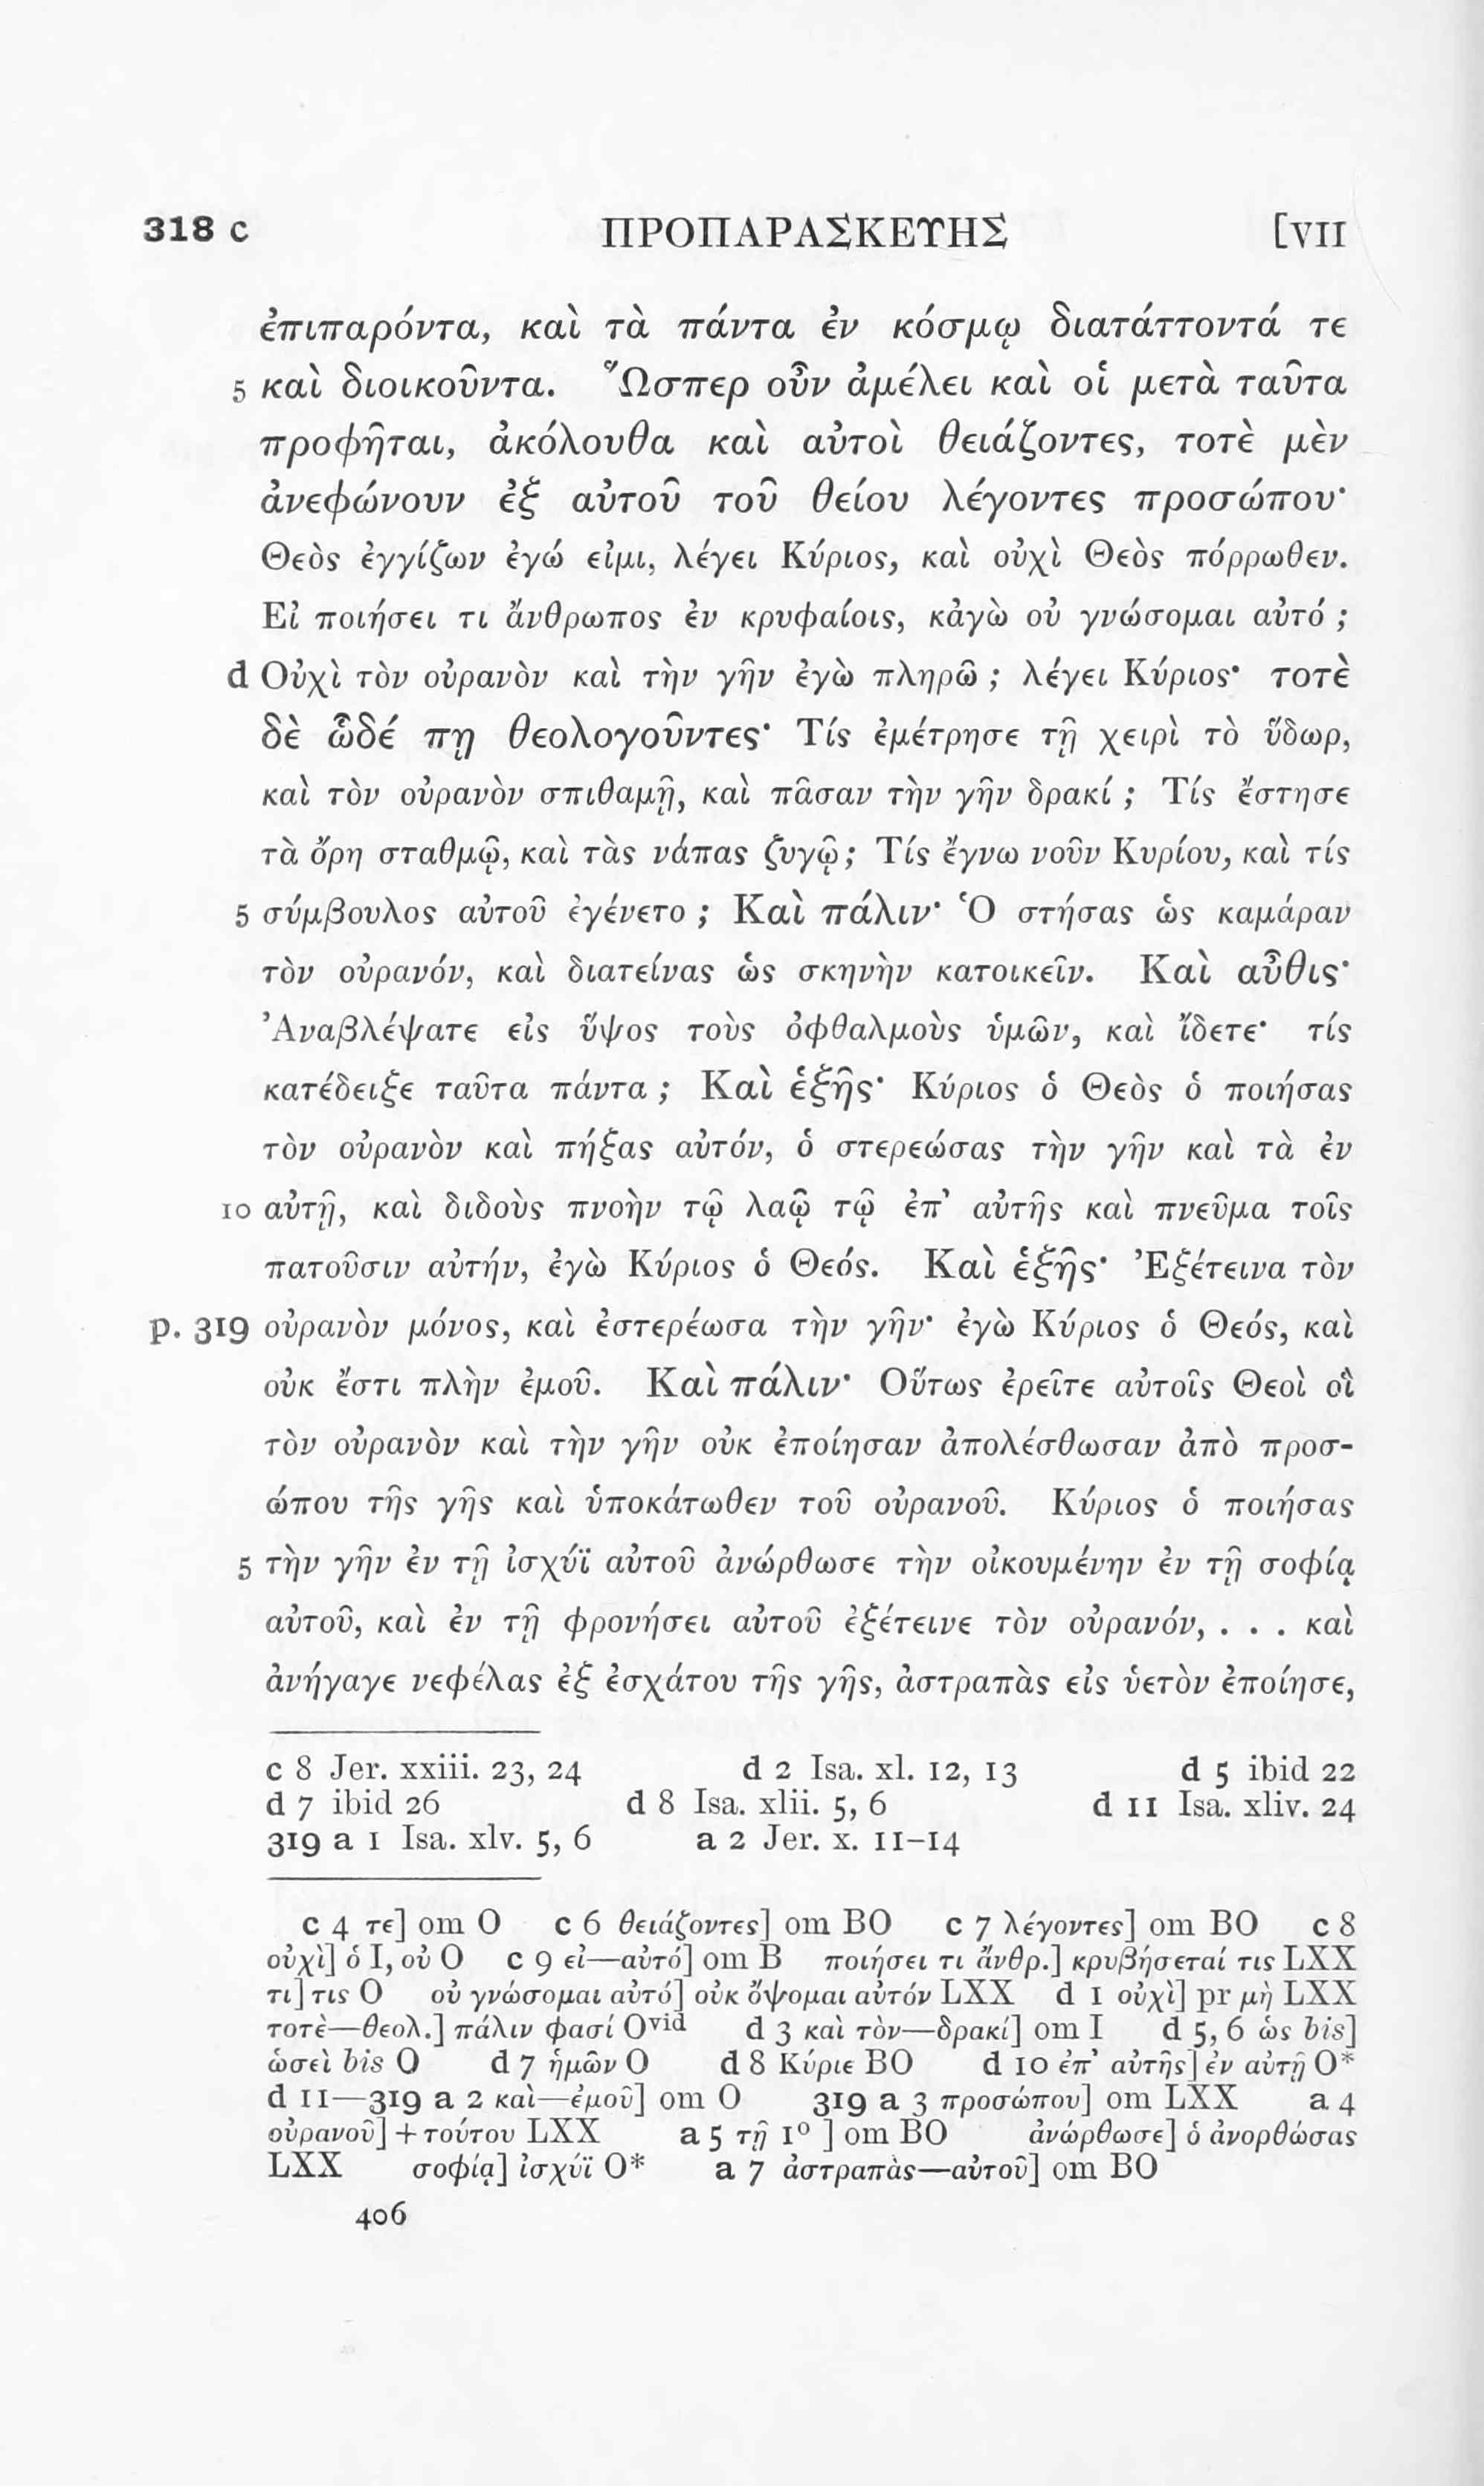 318 c ΠΡΟΠΑΡΑΣΚΕΥΗΣ [VII
ἐπιπαρόντα, καὶ τὰ πάντα ἐν κόσμῳ διατάττοντά τε
5 καὶ διοικοῦντα. Ὥσπερ οὖν ἀμέλει καὶ οἱ μετὰ ταῦτα
προφῆται, ἀκόλουθα καὶ αὐτοὶ θειάζοντες, τοτὲ μὲν
ἀνεφώνουν ἐξ αὐτοῦ τοῦ θείου λέγοντες προσώπου·
Θεὸς ἐγγίζων ἐγώ εἰμι, λέγει Κύριος, καὶ οὐχὶ Θεὸς πόρρωθεν.
Εἰ ποιήσει τι ἄνθρωπος ἐν κρυφαίοις, κἀγὼ οὐ γνώσομαι αὐτό ;
d Οὐχὶ τὸν οὐρανὸν καὶ τὴν γῆν ἐγὼ πληρῶ ; λέγει Κύριος· τοτὲ
δὲ ὧδέ πῃ θεολογοῦντες· Τίς ἐμέτρησε τῇ χειρὶ τὸ ὕδωρ,
καὶ τὸν οὐρανὸν σπιθαμῇ, καὶ πᾶσαν τὴν γῆν δρακί ; Τίς ἔστησε
τὰ ὄρη σταθμῷ, καὶ τὰς νάπας ζυγῷ; Τίς ἔγνω νοῦν Κυρίου, καὶ τίς
5 σύμβουλος αὐτοῦ ἐγένετο ; Καὶ πάλιν· Ὁ στήσας ὡς καμάραν
τὸν οὐρανόν, καὶ διατείνας ὡς σκηνὴν κατοικεῖν. Καὶ αὖθις·
Ἀναβλέψατε εἰς ὕψος τοὺς ὀφθαλμοὺς ὑμῶν, καὶ ἴδετε· τίς
κατέδειξε ταῦτα πάντα ; Καὶ ἑξῆς· Κύριος ὁ Θεὸς ὁ ποιήσας
τὸν οὐρανὸν καὶ πήξας αὐτόν, ὁ στερεώσας τὴν γῆν καὶ τὰ ἐν
10 αὐτῇ, καὶ διδοὺς πνοὴν τῷ λαῷ τῷ ἐπ’ αὐτῆς καὶ πνεῦμα τοῖς
πατοῦσιν αὐτήν, ἐγὼ Κύριος ὁ Θεός. Καὶ ἑξῆς· Ἐξέτεινα τὸν
p. 319 οὐρανὸν μόνος, καὶ ἐστερέωσα τὴν γῆν· ἐγὼ Κύριος ὁ Θεός, καὶ
οὐκ ἔστι πλὴν ἐμοῦ. Καὶ πάλιν· Οὕτως ἐρεῖτε αὐτοῖς Θεοὶ οἳ
τὸν οὐρανὸν καὶ τὴν γῆν οὐκ ἐποίησαν ἀπολέσθωσαν ἀπὸ προσ-
ώπου τῆς γῆς καὶ ὑποκάτωθεν τοῦ οὐρανοῦ. Κύριος ὁ ποιήσας
5 τὴν γῆν ἐν τῇ ἰσχύϊ αὐτοῦ ἀνώρθωσε τὴν οἰκουμένην ἐν τῇ σοφίᾳ
αὐτοῦ, καὶ ἐν τῇ φρονήσει αὐτοῦ ἐξέτεινε τὸν οὐρανόν, . . . καὶ
ἀνήγαγε νεφέλας ἐξ ἐσχάτου τῆς γῆς, ἀστραπὰς εἰς ὑετὸν ἐποίησε,
c 8 Jer. xxiii. 23, 24 d 2 Isa. xl. 12, 13 d 5 ibid 22
d 7 ibid 26 d 8 Isa. xlii. 5, 6 d 11 Isa. xliv. 24
319 a 1 Isa. xlv. 5, 6 a 2 Jer. x. 11–14
c 4 τε] om O c 6 θειάζοντες] om BO c 7 λέγοντες] om BO c 8
οὐχὶ] ὁ I, οὐ O c 9 εἰ—αὐτό] om B ποιήσει τι ἄνθρ.] κρυβήσεταί τις LXX
τι] τις O οὐ γνώσομαι αὐτό] οὐκ ὄψομαι αὐτόν LXX d 1 οὐχὶ] pr μὴ LXX
τοτὲ—θεολ.] πάλιν φασί Oᵛⁱᵈ d 3 καὶ τὸν—δρακί] om I d 5, 6 ὡς bis]
ὡσεὶ bis O d 7 ἡμῶν O d 8 Κύριε BO d 10 ἐπ’ αὐτῆς] ἐν αὐτῇ O*
d 11—319 a 2 καὶ—ἐμοῦ] om O 319 a 3 προσώπου] om LXX a 4
οὐρανοῦ] + τούτου LXX a 5 τῇ 1º ] om BO ἀνώρθωσε] ὁ ἀνορθώσας
LXX σοφίᾳ] ἰσχύϊ O* a 7 ἀστραπὰς—αὐτοῦ] om BO
406